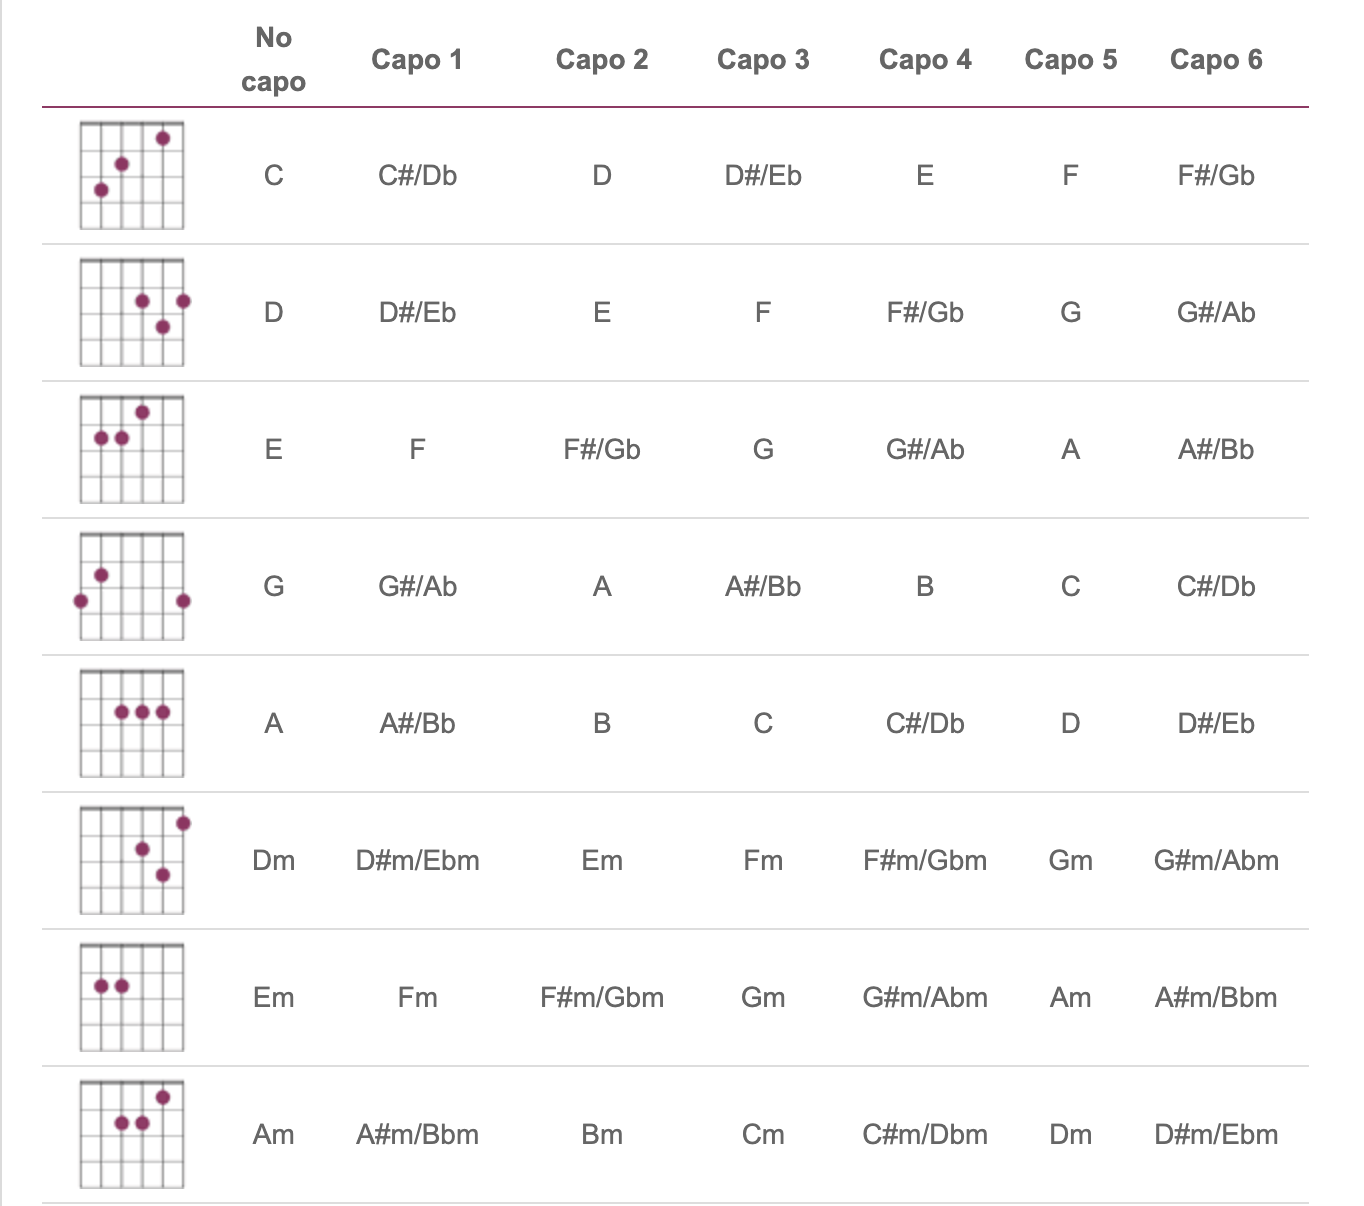 No capo Capo 1 Capo 2 Capo 3 Capo 4 Capo 5 Capo 6
C C#/Db D D#/Eb E F F#/Gb
D D#/Eb E F F#/Gb G G#/Ab
E F F#/Gb G G#/Ab A A#/Bb
G G#/Ab A A#/Bb B C C#/Db
A A#/Bb B C C#/Db D D#/Eb
Dm D#m/Ebm Em Fm F#m/Gbm Gm G#m/Abm
Em Fm F#m/Gbm Gm G#m/Abm Am A#m/Bbm
Am A#m/Bbm Bm Cm C#m/Dbm Dm D#m/Ebm